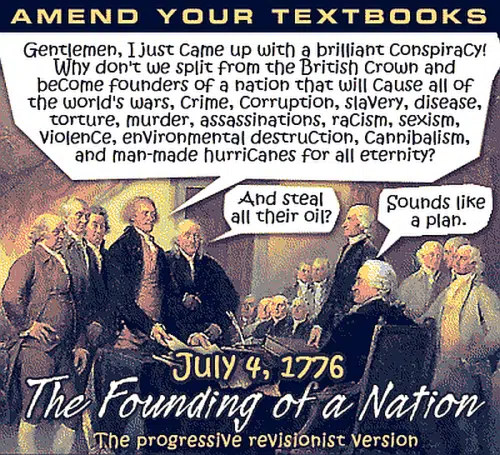 AMEND YOUR TEXTBOOKS
Gentlemen, I just came up with a brilliant conspiracy!
Why don't we split from the British Crown and
become founders of a nation that will cause all of
the world's wars, crime, corruption, slavery, disease,
torture, murder, assassinations, racism, sexism,
violence, environmental destruction, cannibalism,
and man-made hurricanes for all eternity?
And steal
all their oil?
Sounds like
a plan.
July 4, 1776
The Founding of a Nation
The progressive revisionist version